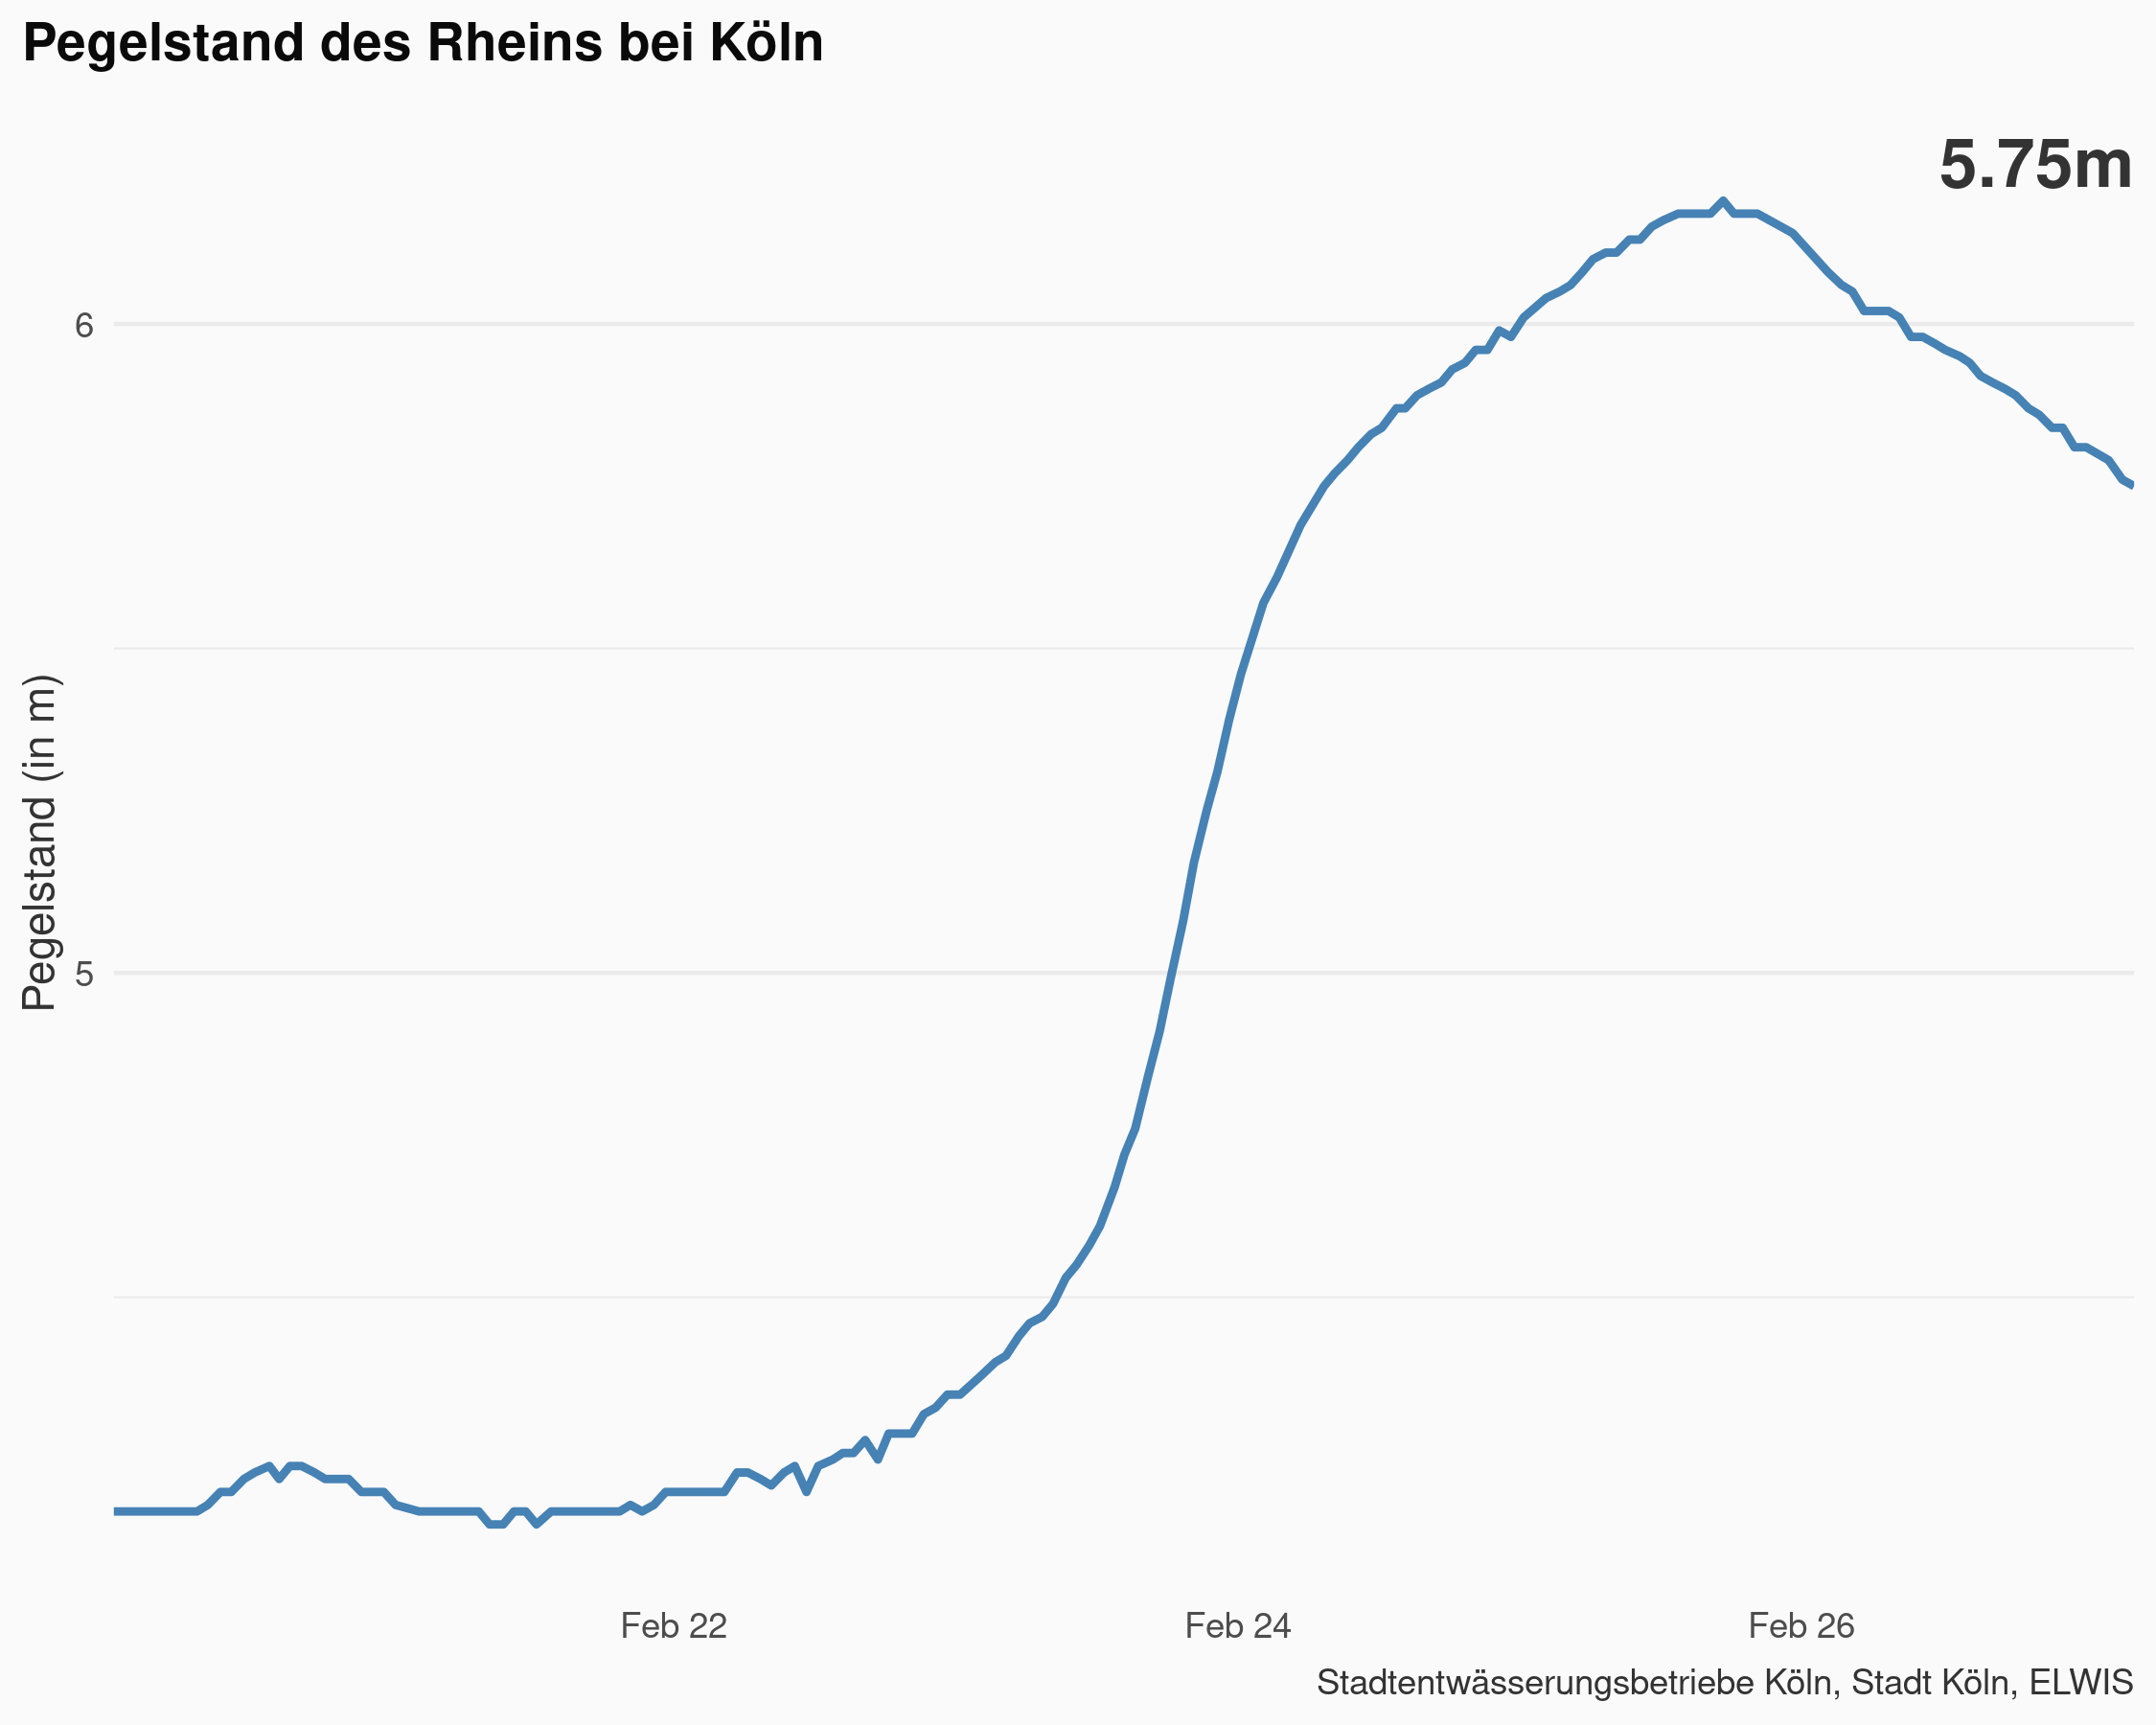 Pegelstand des Rheins bei Köln
5.75m
6
Pegelstand (in m)
5
Feb 22
Feb 24
Feb 26
Stadtentwässerungsbetriebe Köln, Stadt Köln, ELWIS